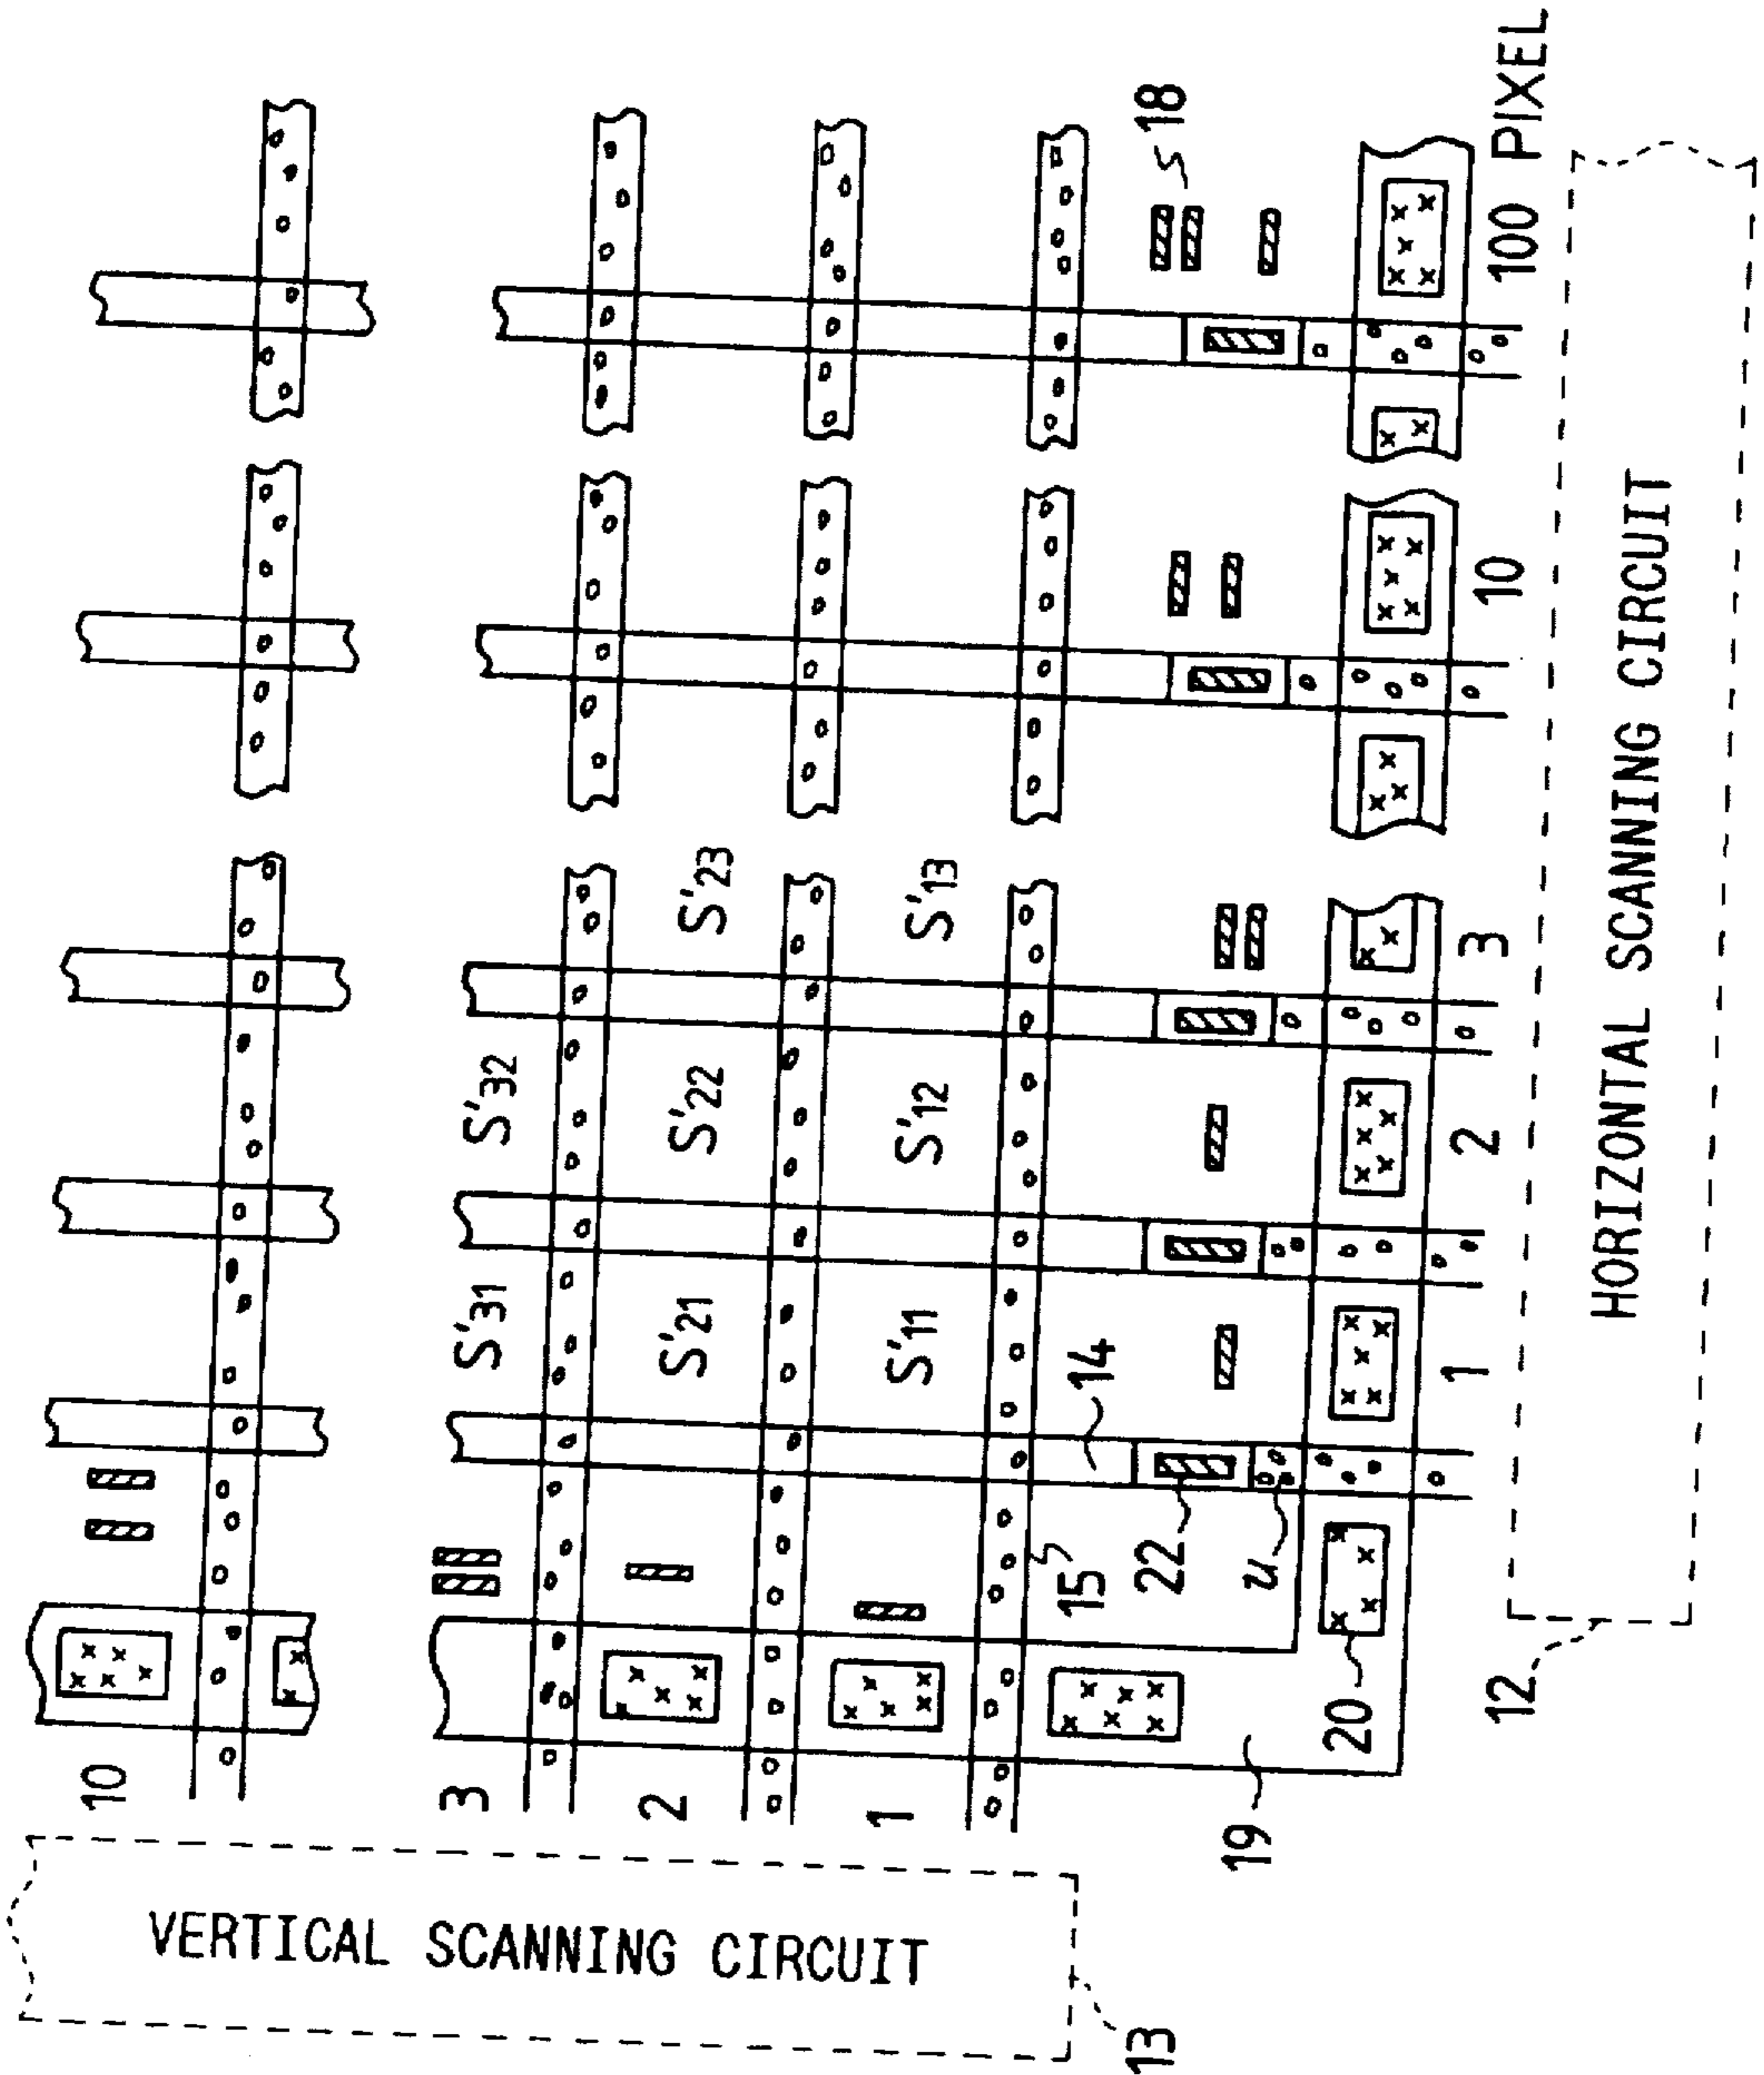 10
3
S'31 S'32
2
S'21 S'22 S'23
1
S'11 S'12 S'13
VERTICAL SCANNING CIRCUIT
14
15
18
22
u
19
13
20
1 2 3 10 100 PIXEL
12
HORIZONTAL SCANNING CIRCUIT